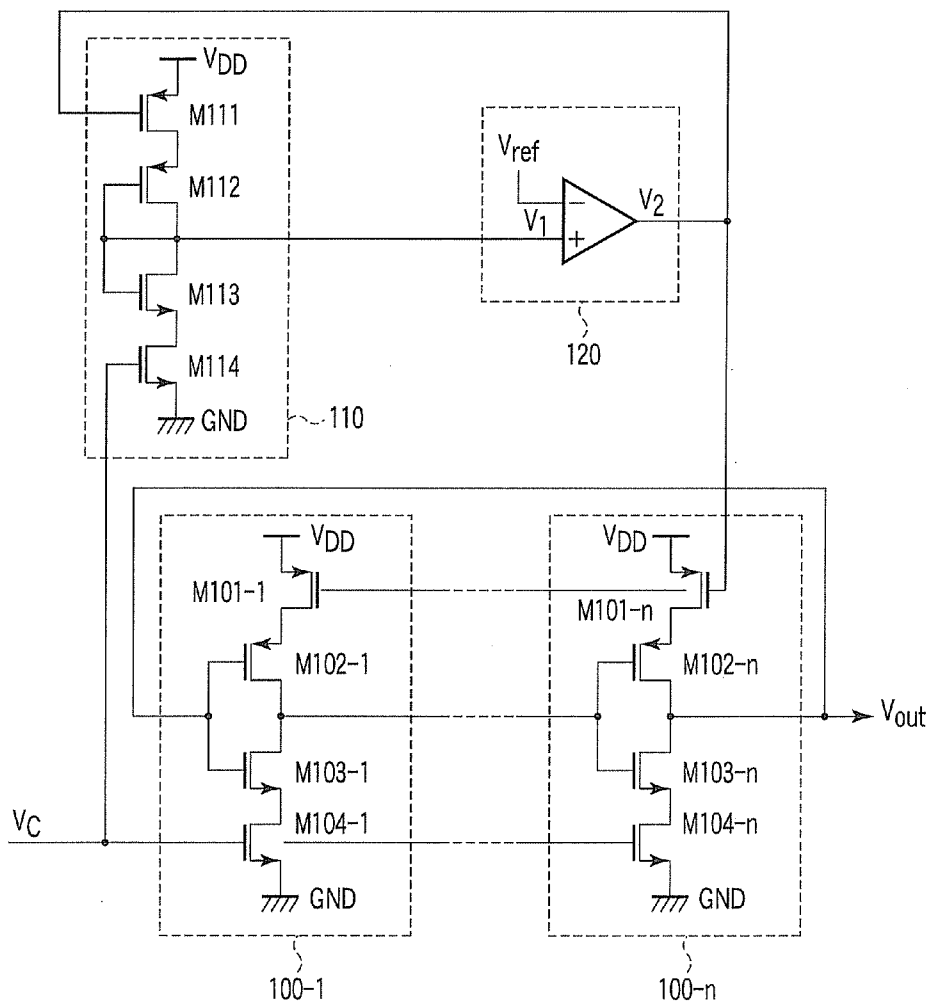 VDD
M111
M112
M113
M114
GND
110
Vref
V1
V2
120
VDD
M101-1
M102-1
M103-1
M104-1
GND
100-1
VDD
M101-n
M102-n
M103-n
M104-n
GND
100-n
VC
Vout